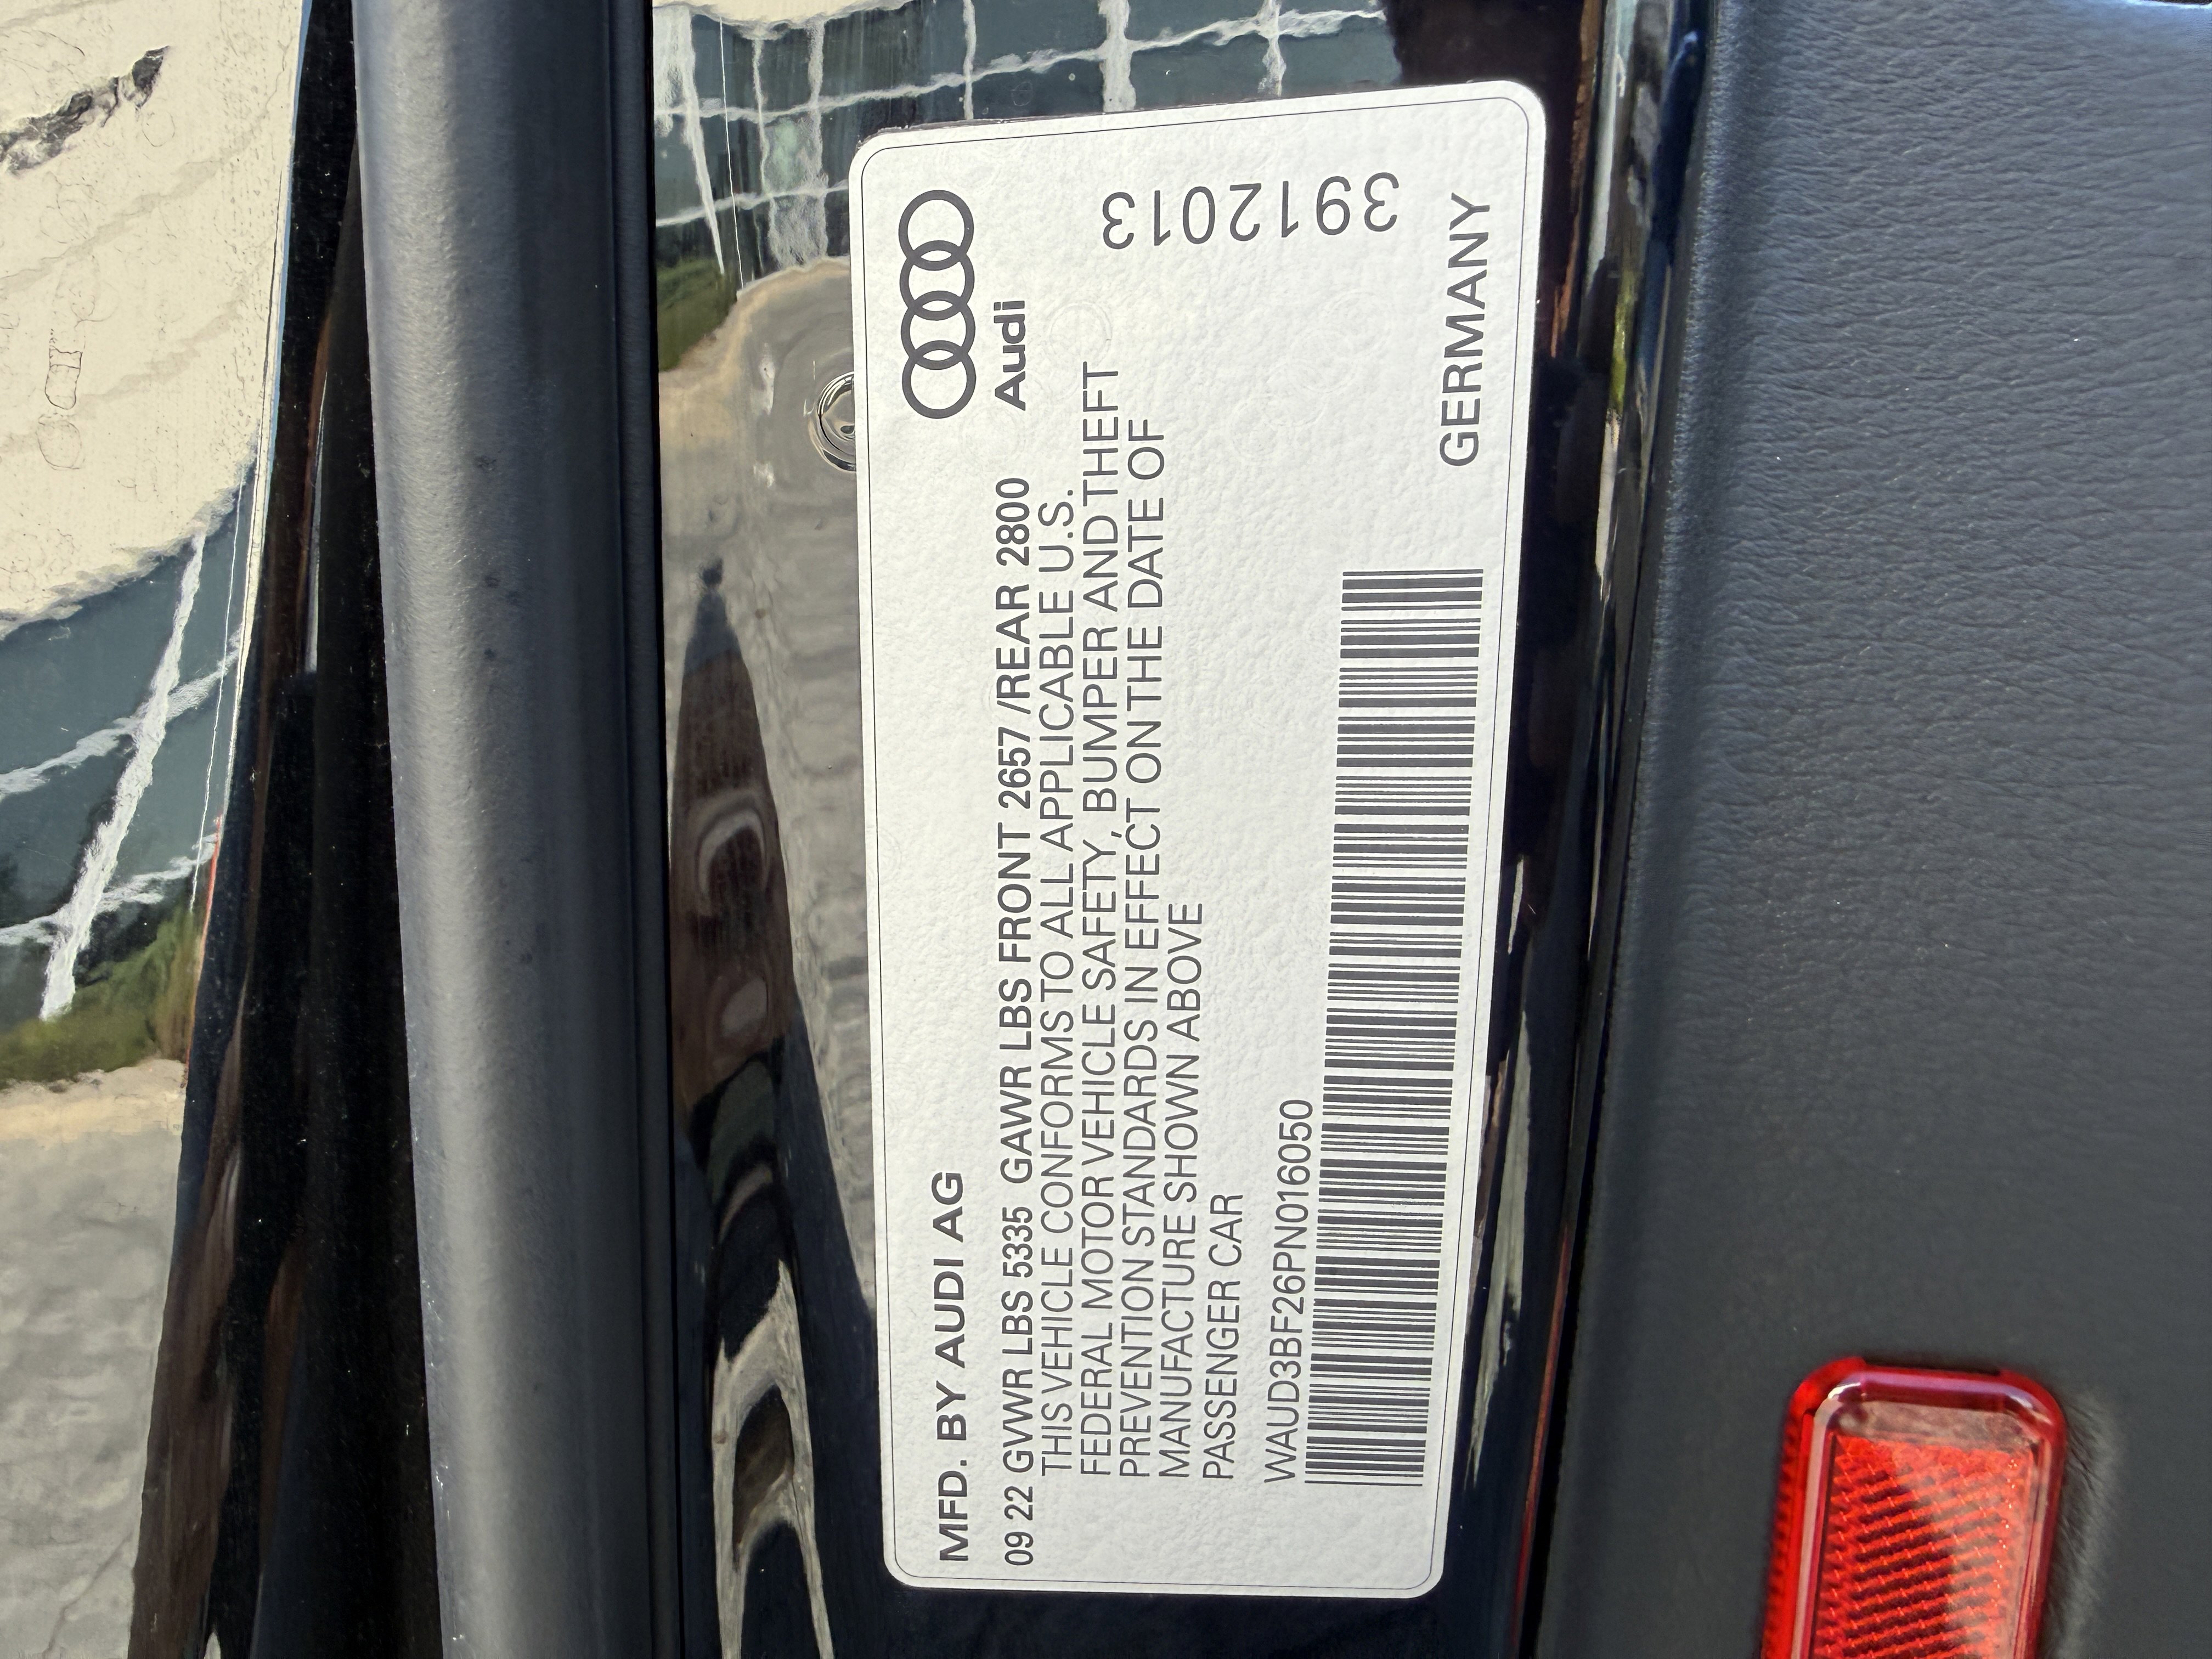 MFD. BY AUDI AG
Audi
09 22 GVWR LBS 5335 GAWR LBS FRONT 2657 /REAR 2800
THIS VEHICLE CONFORMS TO ALL APPLICABLE U.S.
FEDERAL MOTOR VEHICLE SAFETY, BUMPER AND THEFT
PREVENTION STANDARDS IN EFFECT ON THE DATE OF
MANUFACTURE SHOWN ABOVE
PASSENGER CAR
3912013
WAUD3BF26PN016050
GERMANY